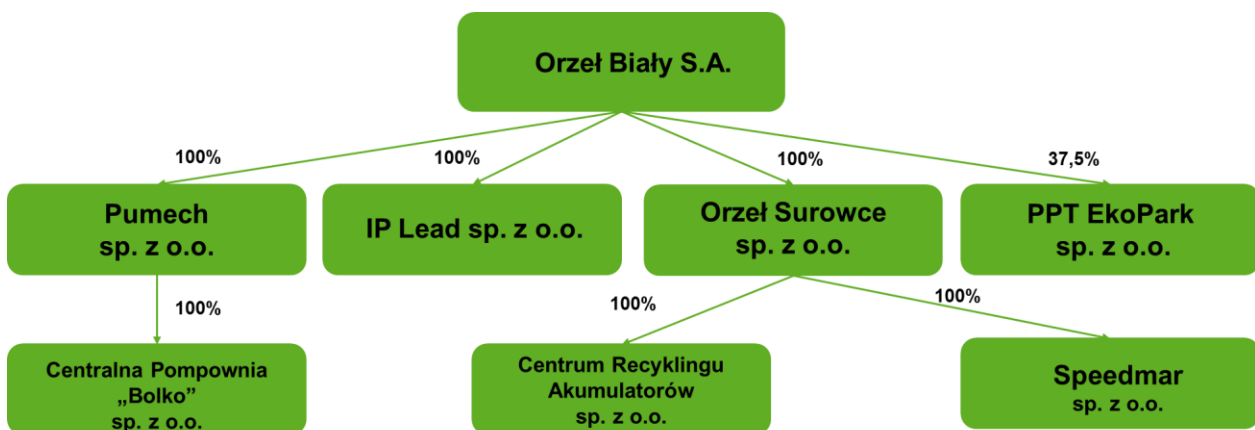 Orzeł Biały S.A.
100%
100%
100%
37,5%
Pumech
sp. z o.o.
IP Lead sp. z o.o.
Orzeł Surowce
sp. z o.o.
PPT EkoPark
sp. z o.o.
100%
100%
100%
Centralna Pompownia
„Bolko”
sp. z o.o.
Centrum Recyklingu
Akumulatorów
sp. z o.o.
Speedmar
sp. z o.o.